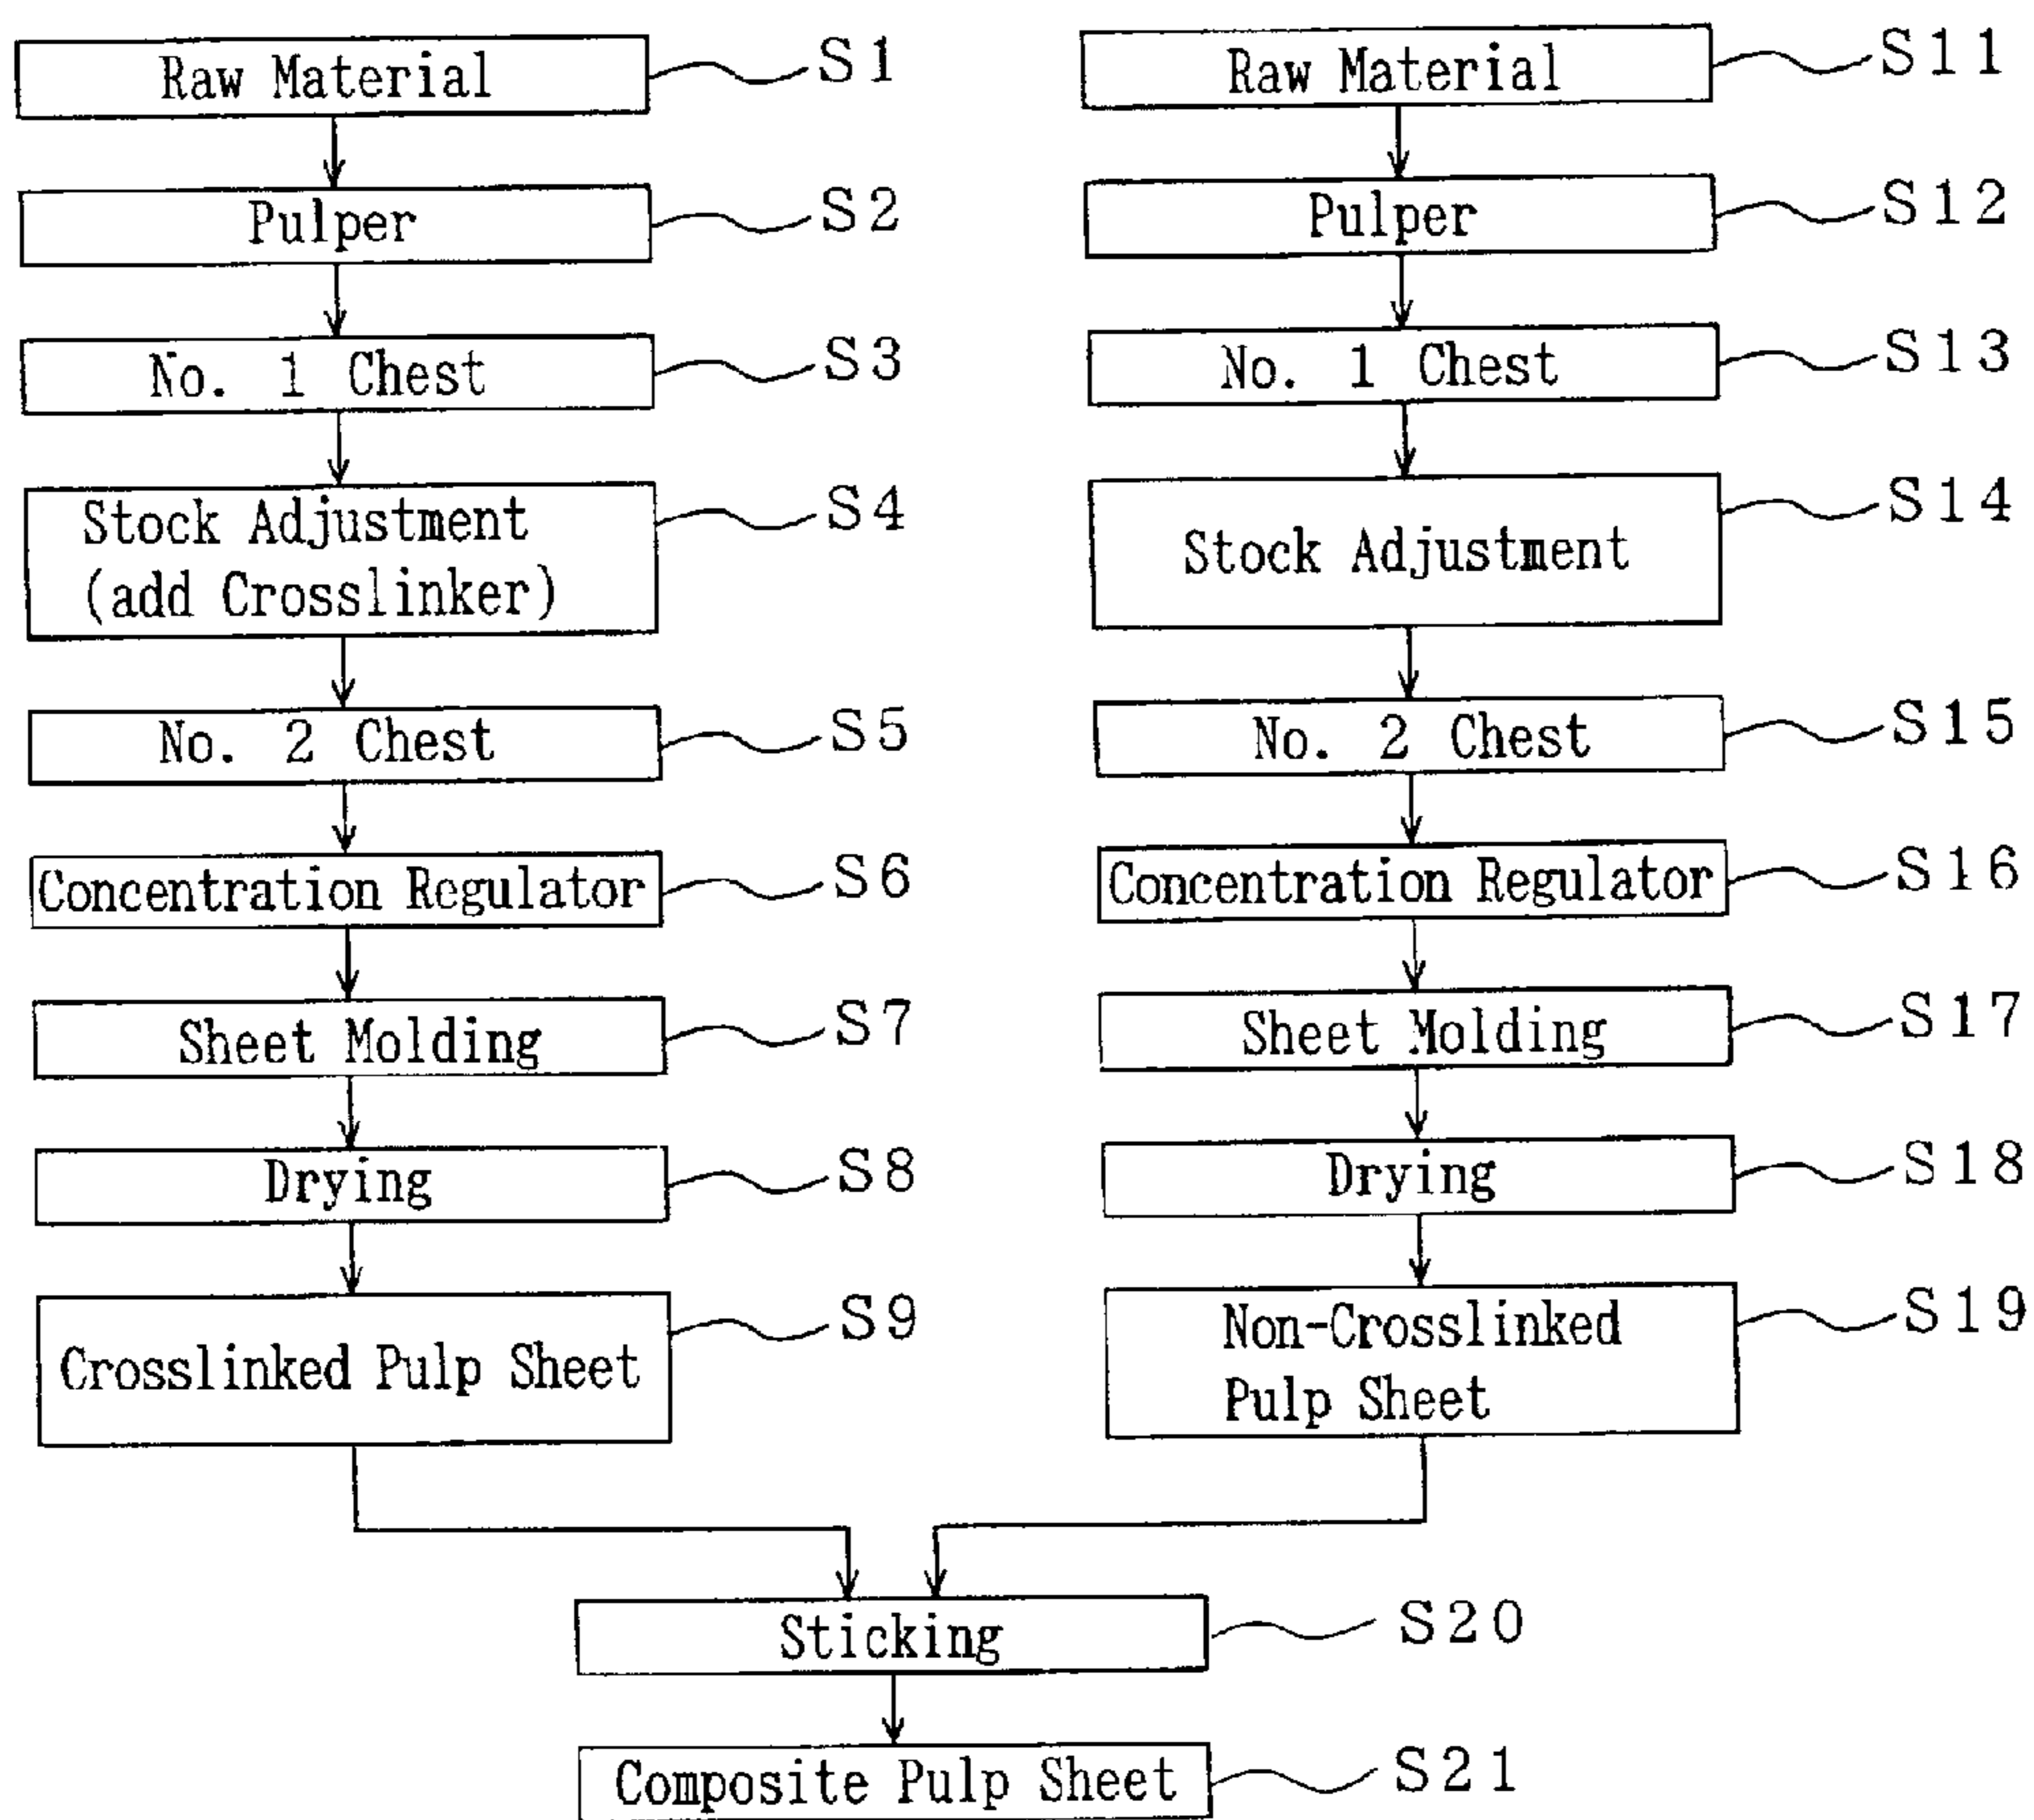 Raw Material
S1
Pulper
S2
No. 1 Chest
S3
Stock Adjustment
(add Crosslinker)
S4
No. 2 Chest
S5
Concentration Regulator
S6
Sheet Molding
S7
Drying
S8
Crosslinked Pulp Sheet
S9
Raw Material
S11
Pulper
S12
No. 1 Chest
S13
Stock Adjustment
S14
No. 2 Chest
S15
Concentration Regulator
S16
Sheet Molding
S17
Drying
S18
Non-Crosslinked
Pulp Sheet
S19
Sticking
S20
Composite Pulp Sheet
S21